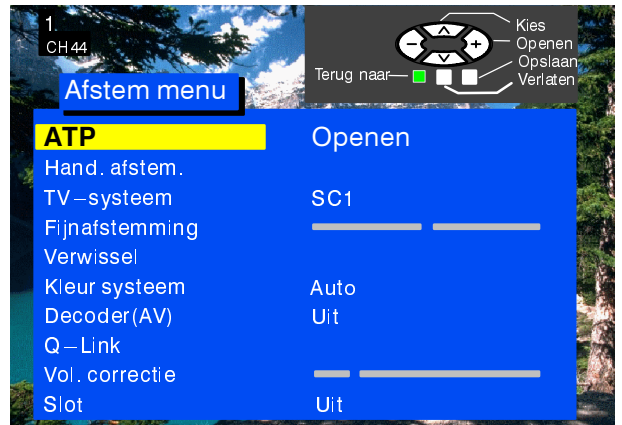 1.
CH44
Kies
Openen
Opslaan
Terug naar
Verlaten
Afstem menu
ATP Openen
Hand. afstem.
TV–systeem SC1
Fijnafstemming
Verwissel
Kleur systeem Auto
Decoder(AV) Uit
Q–Link
Vol. correctie
Slot Uit